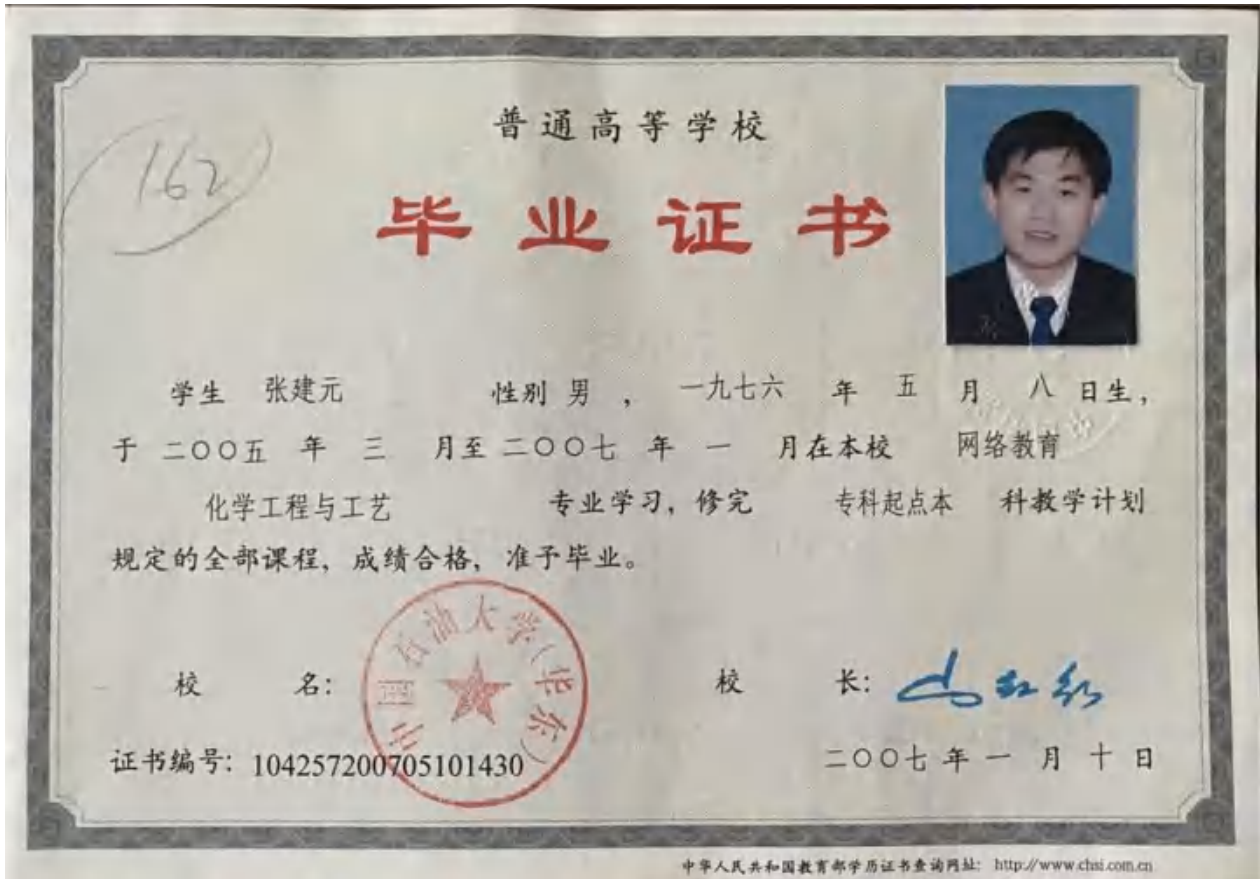 162
普通高等学校
毕业证书
学生 张建元 性别 男 , 一九七六 年 五 月 八 日生,
于 二〇〇五 年 三 月至 二〇〇七 年 一 月在本校 网络教育
化学工程与工艺 专业学习, 修完 专科起点本 科教学计划
规定的全部课程, 成绩合格, 准予毕业。
校 名: 中国石油大学(华东) 校 长:
证书编号: 104257200705101430 二〇〇七 年 一 月 十 日
中华人民共和国教育部学历证书查询网址: http://www.chsi.com.cn